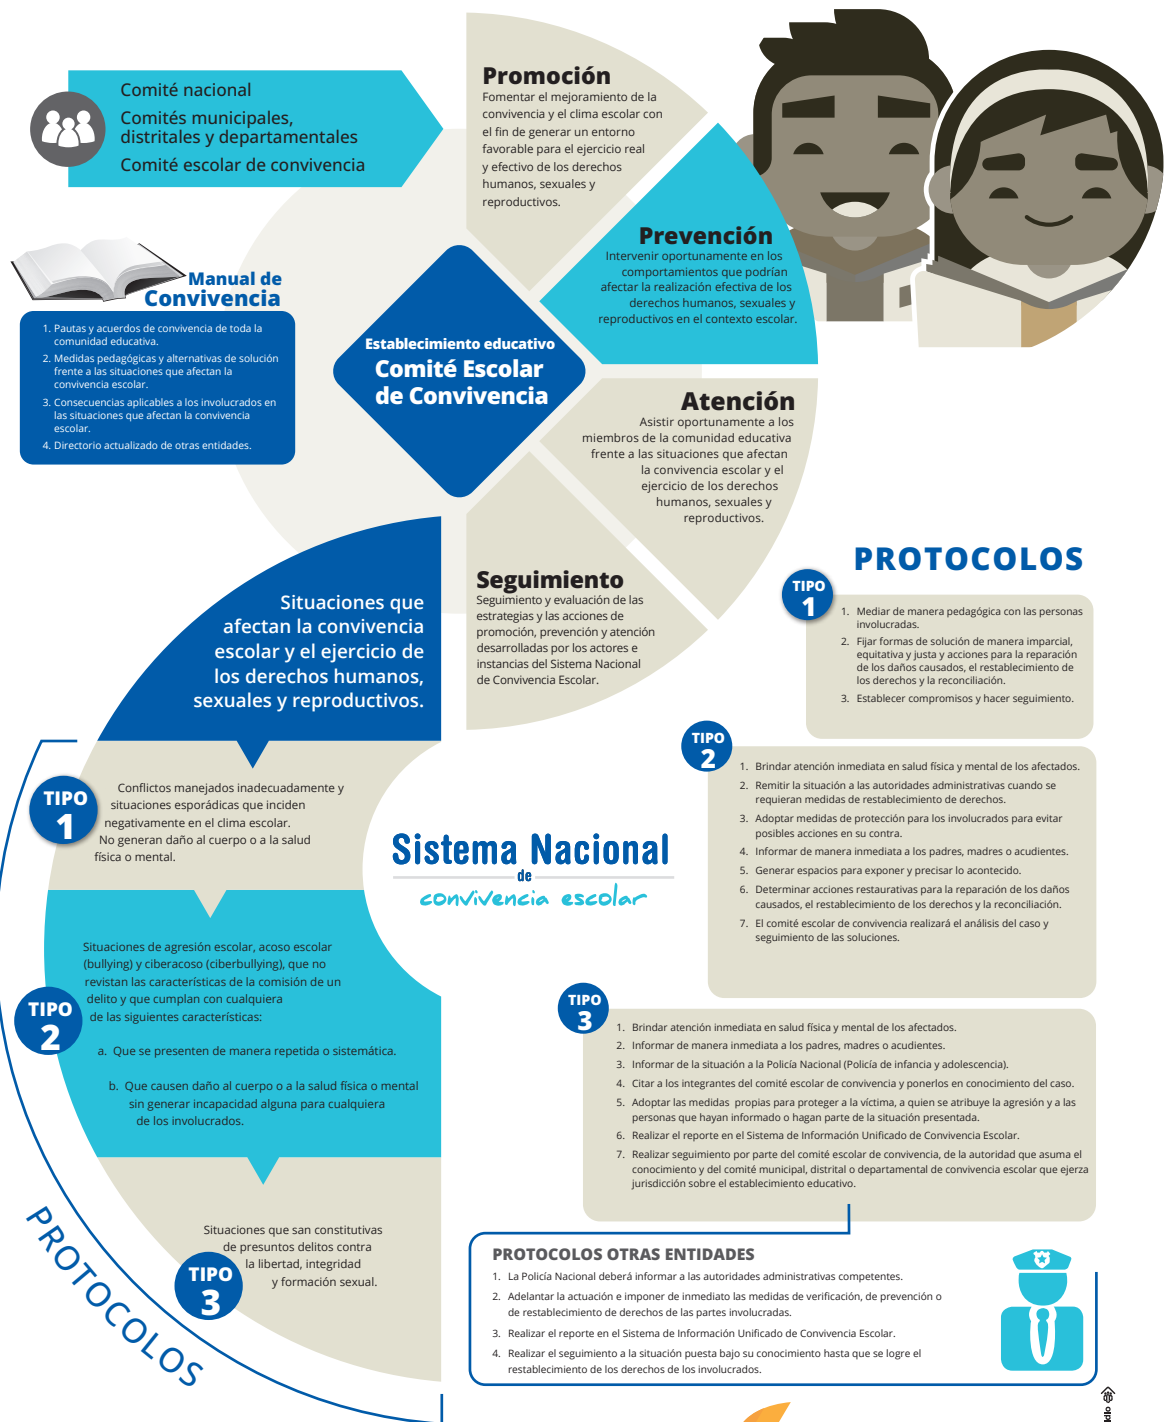 Comité nacional
Comités municipales,
distritales y departamentales
Comité escolar de convivencia
Promoción
Fomentar el mejoramiento de la
convivencia y el clima escolar con
el fin de generar un entorno
favorable para el ejercicio real
y efectivo de los derechos
humanos, sexuales y
reproductivos.
Prevención
Intervenir oportunamente en los
comportamientos que podrían
afectar la realización efectiva de los
derechos humanos, sexuales y
reproductivos en el contexto escolar.
Manual de
Convivencia
1. Pautas y acuerdos de convivencia de toda la
comunidad educativa.
2. Medidas pedagógicas y alternativas de solución
frente a las situaciones que afectan la
convivencia escolar.
3. Consecuencias aplicables a los involucrados en
las situaciones que afectan la convivencia
escolar.
4. Directorio actualizado de otras entidades.
Establecimiento educativo
Comité Escolar
de Convivencia
Atención
Asistir oportunamente a los
miembros de la comunidad educativa
frente a las situaciones que afectan
la convivencia escolar y el
ejercicio de los derechos
humanos, sexuales y
reproductivos.
Seguimiento
Seguimiento y evaluación de las
estrategias y las acciones de
promoción, prevención y atención
desarrolladas por los actores e
instancias del Sistema Nacional
de Convivencia Escolar.
Situaciones que
afectan la convivencia
escolar y el ejercicio de
los derechos humanos,
sexuales y reproductivos.
TIPO
1
Conflictos manejados inadecuadamente y
situaciones esporádicas que inciden
negativamente en el clima escolar.
No generan daño al cuerpo o a la salud
física o mental.
TIPO
2
Situaciones de agresión escolar, acoso escolar
(bullying) y ciberacoso (ciberbullying), que no
revistan las características de la comisión de un
delito y que cumplan con cualquiera
de las siguientes características:
a. Que se presenten de manera repetida o sistemática.
b. Que causen daño al cuerpo o a la salud física o mental
sin generar incapacidad alguna para cualquiera
de los involucrados.
TIPO
3
Situaciones que san constitutivas
de presuntos delitos contra
la libertad, integridad
y formación sexual.
PROTOCOLOS
Sistema Nacional
de
convivencia escolar
PROTOCOLOS
TIPO
1
1. Mediar de manera pedagógica con las personas
involucradas.
2. Fijar formas de solución de manera imparcial,
equitativa y justa y acciones para la reparación
de los daños causados, el restablecimiento de
los derechos y la reconciliación.
3. Establecer compromisos y hacer seguimiento.
TIPO
2
1. Brindar atención inmediata en salud física y mental de los afectados.
2. Remitir la situación a las autoridades administrativas cuando se
requieran medidas de restablecimiento de derechos.
3. Adoptar medidas de protección para los involucrados para evitar
posibles acciones en su contra.
4. Informar de manera inmediata a los padres, madres o acudientes.
5. Generar espacios para exponer y precisar lo acontecido.
6. Determinar acciones restaurativas para la reparación de los daños
causados, el restablecimiento de los derechos y la reconciliación.
7. El comité escolar de convivencia realizará el análisis del caso y
seguimiento de las soluciones.
TIPO
3
1. Brindar atención inmediata en salud física y mental de los afectados.
2. Informar de manera inmediata a los padres, madres o acudientes.
3. Informar de la situación a la Policía Nacional (Policía de infancia y adolescencia).
4. Citar a los integrantes del comité escolar de convivencia y ponerlos en conocimiento del caso.
5. Adoptar las medidas propias para proteger a la víctima, a quien se atribuye la agresión y a las
personas que hayan informado o hagan parte de la situación presentada.
6. Realizar el reporte en el Sistema de Información Unificado de Convivencia Escolar.
7. Realizar seguimiento por parte del comité escolar de convivencia, de la autoridad que asuma el
conocimiento y del comité municipal, distrital o departamental de convivencia escolar que ejerza
jurisdicción sobre el establecimiento educativo.
PROTOCOLOS OTRAS ENTIDADES
1. La Policía Nacional deberá informar a las autoridades administrativas competentes.
2. Adelantar la actuación e imponer de inmediato las medidas de verificación, de prevención o
de restablecimiento de derechos de las partes involucradas.
3. Realizar el reporte en el Sistema de Información Unificado de Convivencia Escolar.
4. Realizar el seguimiento a la situación puesta bajo su conocimiento hasta que se logre el
restablecimiento de los derechos de los involucrados.